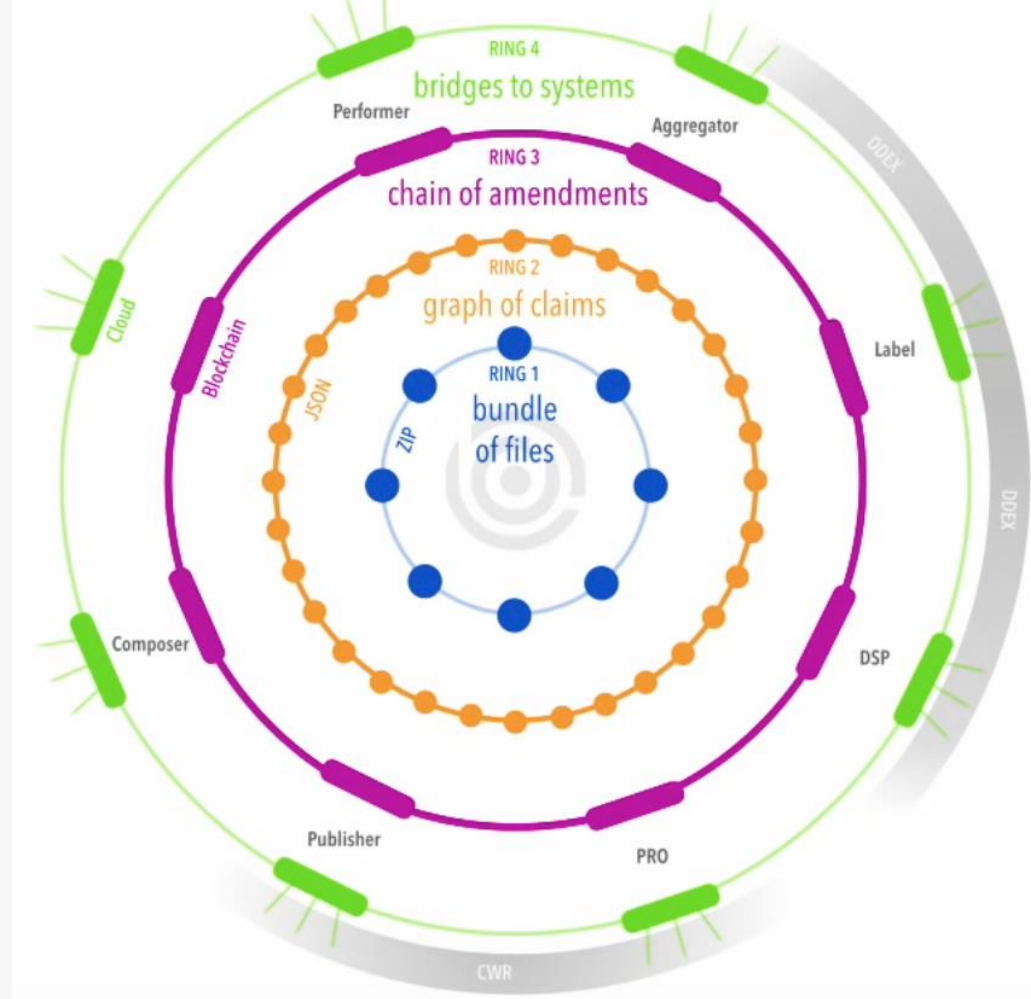 RING 4
bridges to systems
Performer
Aggregator
DDEX
RING 3
chain of amendments
RING 2
graph of claims
Cloud
Blockchain
JSON
RING 1
bundle
of files
ZIP
Label
DDEX
Composer
DSP
Publisher
PRO
CWR